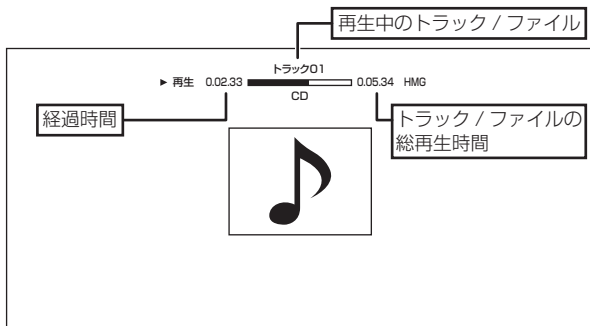 再生中のトラック / ファイル
トラック01
► 再生 0.02.33 0.05.34 HMG
CD
経過時間
トラック / ファイルの
総再生時間